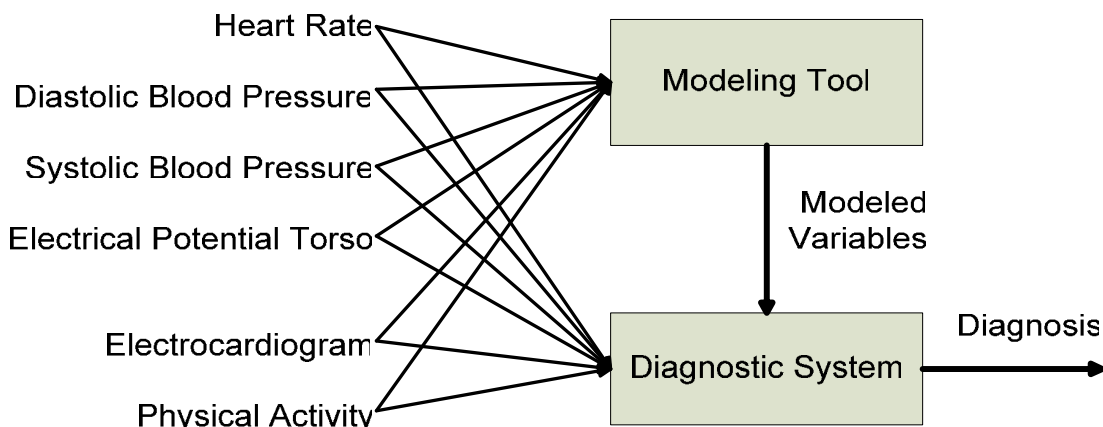 Heart Rate
Diastolic Blood Pressure
Systolic Blood Pressure
Electrical Potential Torso
Electrocardiogram
Physical Activity
Modeling Tool
Modeled
Variables
Diagnostic System
Diagnosis